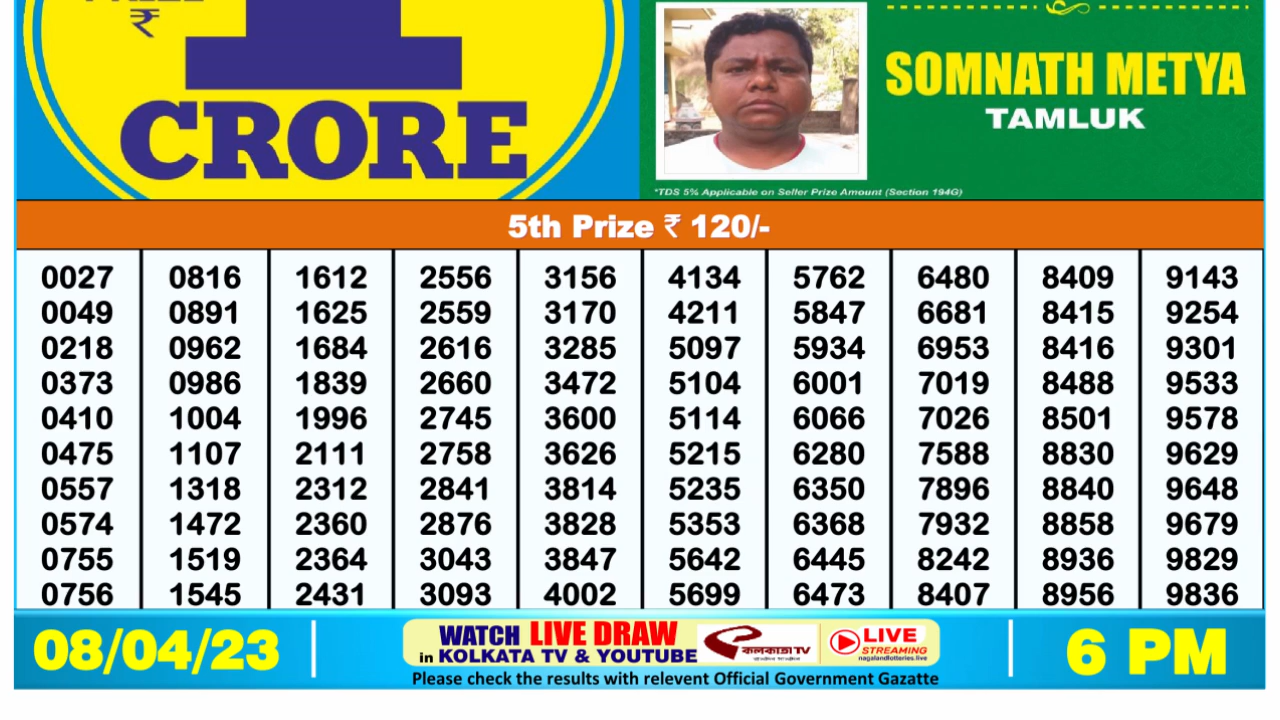 ₹
1
CRORE
SOMNATH METYA
TAMLUK
*TDS 5% Applicable on Seller Prize Amount (Section 194G)
5th Prize ₹ 120/-
0027 0816 1612 2556 3156 4134 5762 6480 8409 9143
0049 0891 1625 2559 3170 4211 5847 6681 8415 9254
0218 0962 1684 2616 3285 5097 5934 6953 8416 9301
0373 0986 1839 2660 3472 5104 6001 7019 8488 9533
0410 1004 1996 2745 3600 5114 6066 7026 8501 9578
0475 1107 2111 2758 3626 5215 6280 7588 8830 9629
0557 1318 2312 2841 3814 5235 6350 7896 8840 9648
0574 1472 2360 2876 3828 5353 6368 7932 8858 9679
0755 1519 2364 3043 3847 5642 6445 8242 8936 9829
0756 1545 2431 3093 4002 5699 6473 8407 8956 9836
08/04/23
WATCH LIVE DRAW
in KOLKATA TV & YOUTUBE
কলকাতা TV
LIVE
STREAMING
nagalandlotteries.live
6 PM
Please check the results with relevent Official Government Gazatte